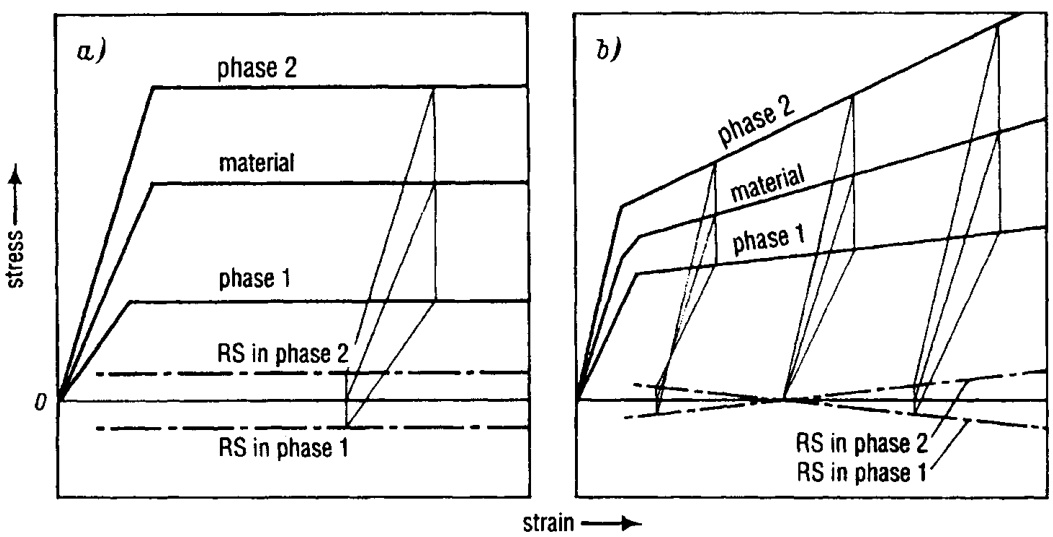 a)
phase 2
material
phase 1
RS in phase 2
RS in phase 1
0
stress
b)
phase 2
material
phase 1
RS in phase 2
RS in phase 1
strain